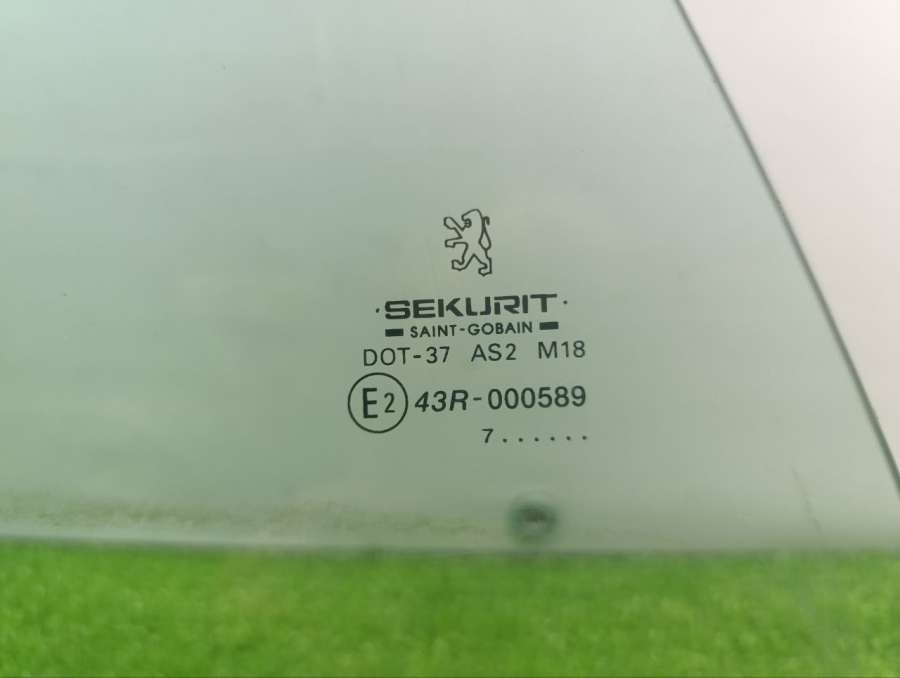 SEKURIT
SAINT-GOBAIN
DOT-37 AS2 M18
E2 43R-000589
7......